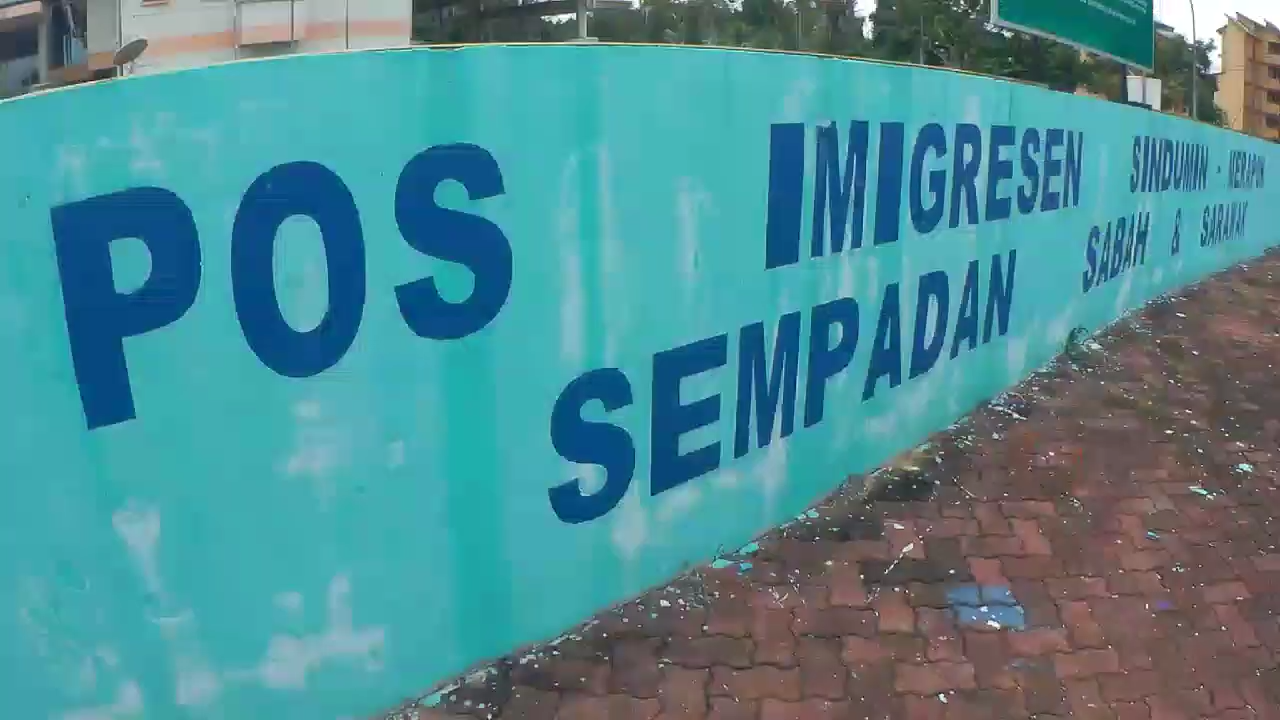 POS IMIGRESEN SINDUMIN - MERAPOK
SEMPADAN SABAH & SARAWAK